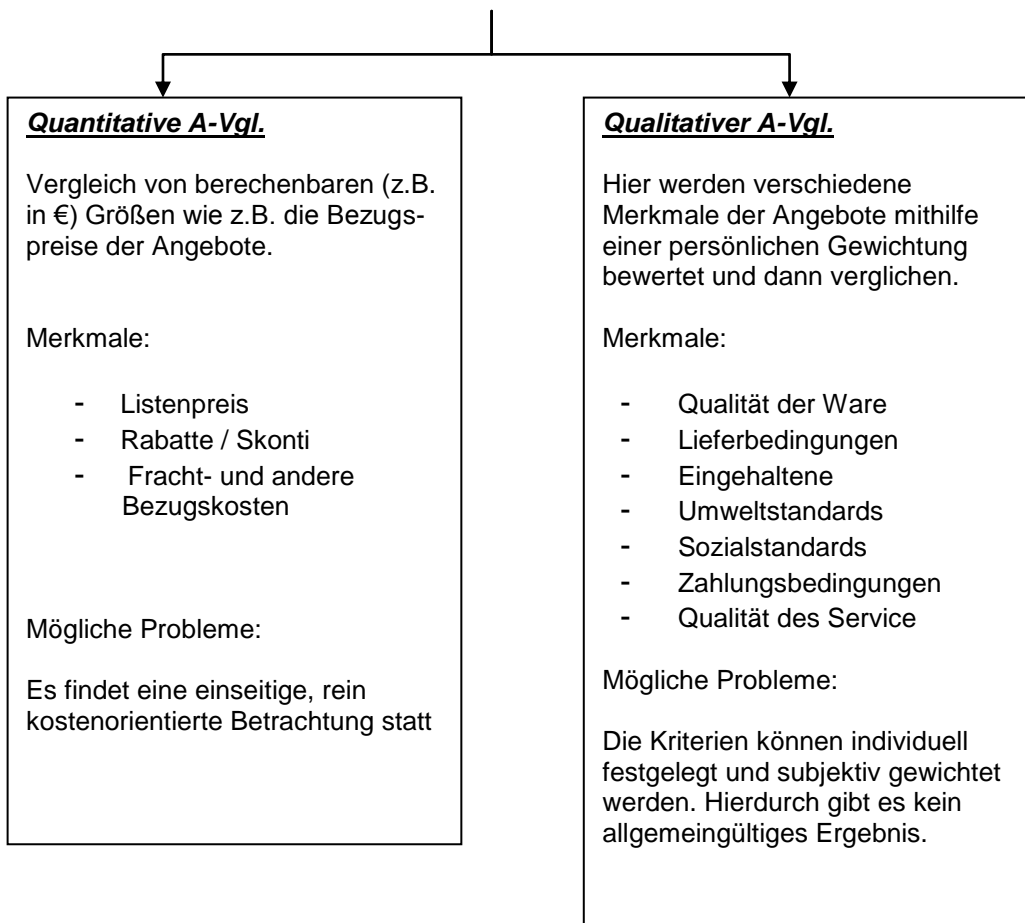 Quantitative A-Vgl.
Vergleich von berechenbaren (z.B.
in €) Größen wie z.B. die Bezugs-
preise der Angebote.
Merkmale:
- Listenpreis
- Rabatte / Skonti
- Fracht- und andere
Bezugskosten
Mögliche Probleme:
Es findet eine einseitige, rein
kostenorientierte Betrachtung statt
Qualitativer A-Vgl.
Hier werden verschiedene
Merkmale der Angebote mithilfe
einer persönlichen Gewichtung
bewertet und dann verglichen.
Merkmale:
- Qualität der Ware
- Lieferbedingungen
- Eingehaltene
- Umweltstandards
- Sozialstandards
- Zahlungsbedingungen
- Qualität des Service
Mögliche Probleme:
Die Kriterien können individuell
festgelegt und subjektiv gewichtet
werden. Hierdurch gibt es kein
allgemeingültiges Ergebnis.